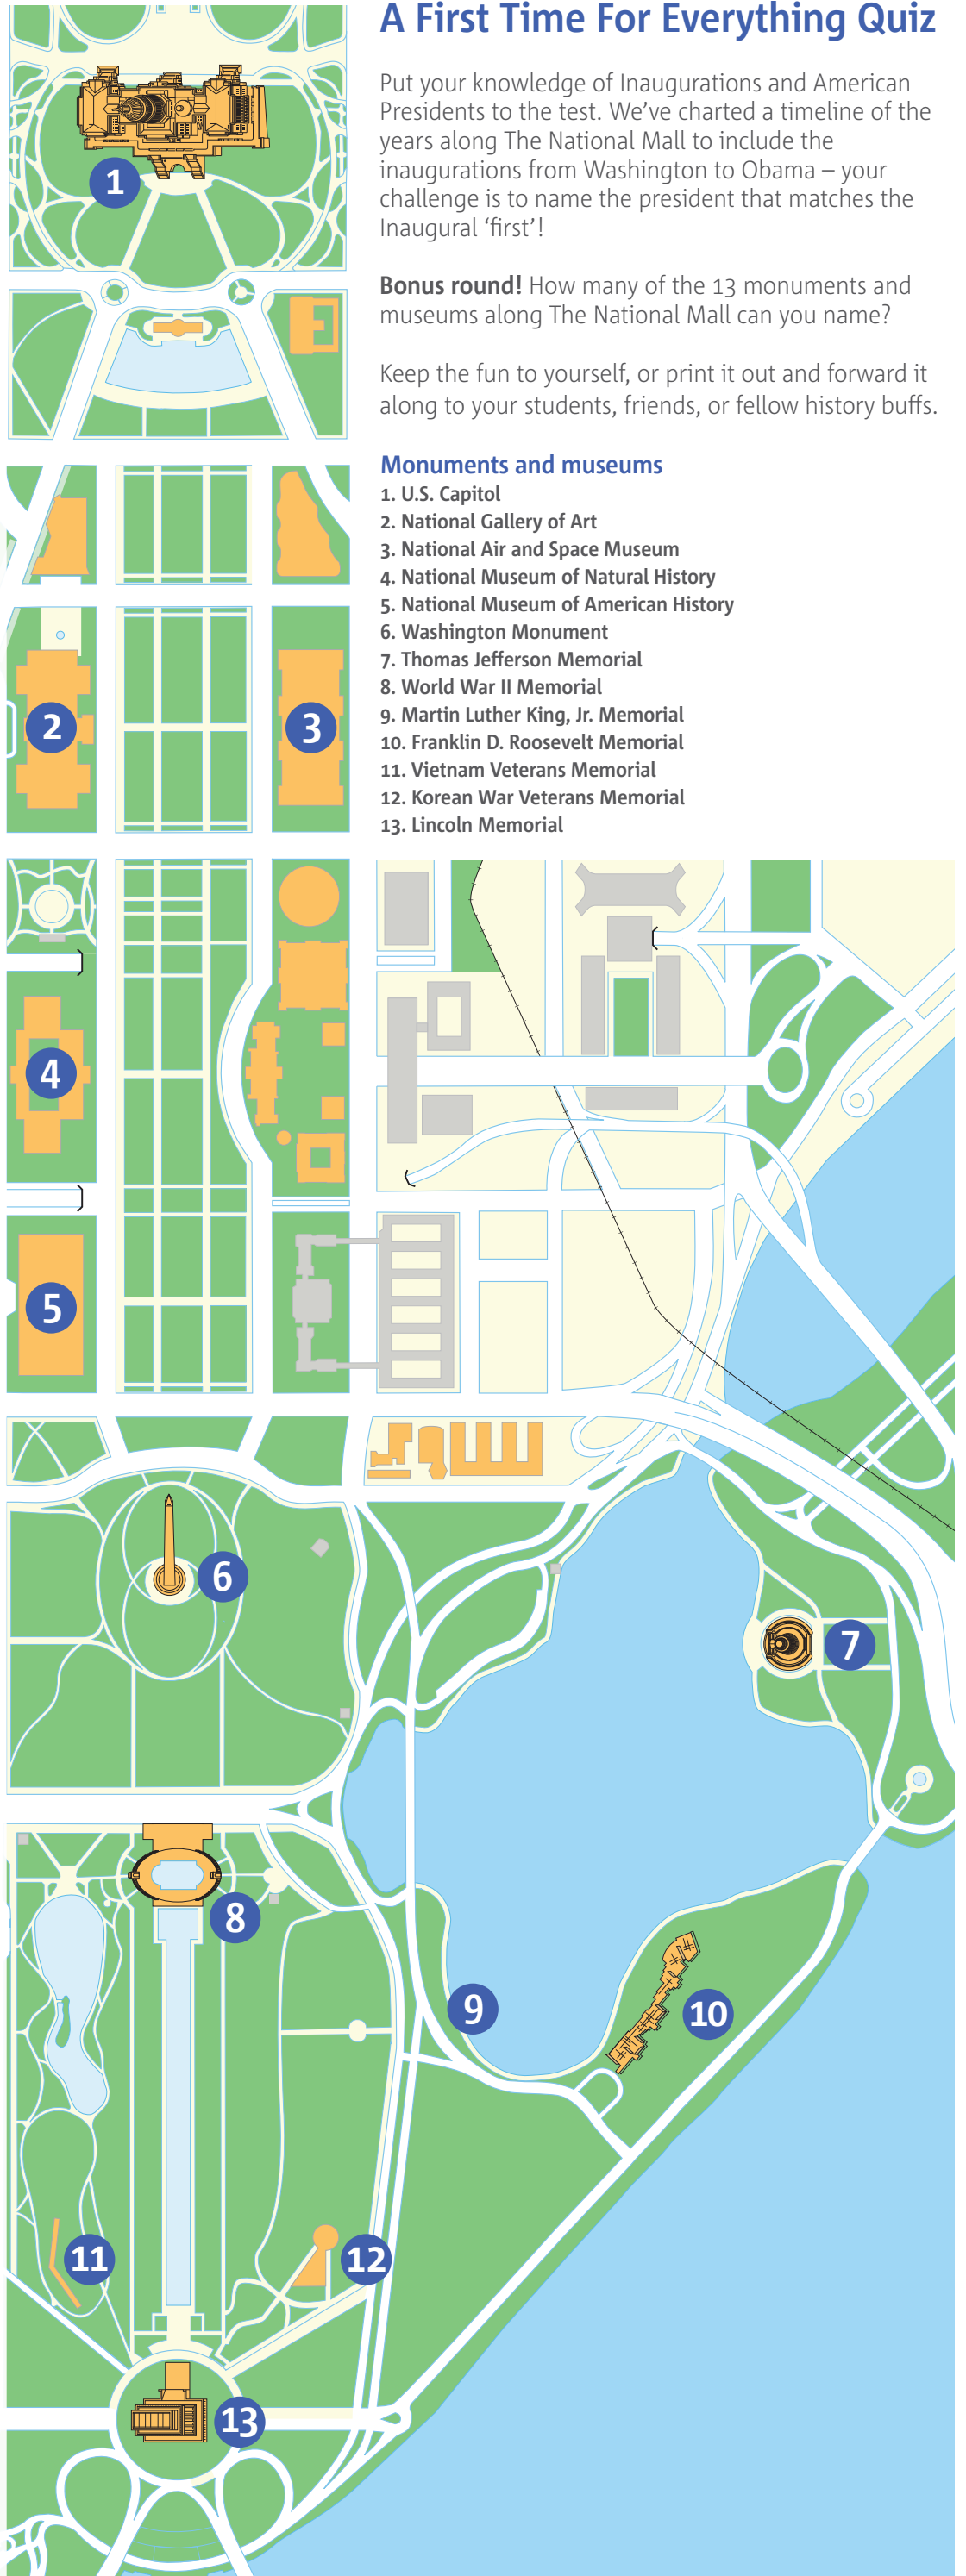 A First Time For Everything Quiz
Put your knowledge of Inaugurations and American
Presidents to the test. We’ve charted a timeline of the
years along The National Mall to include the
inaugurations from Washington to Obama – your
challenge is to name the president that matches the
Inaugural ‘first’!
Bonus round! How many of the 13 monuments and
museums along The National Mall can you name?
Keep the fun to yourself, or print it out and forward it
along to your students, friends, or fellow history buffs.
Monuments and museums
1. U.S. Capitol
2. National Gallery of Art
3. National Air and Space Museum
4. National Museum of Natural History
5. National Museum of American History
6. Washington Monument
7. Thomas Jefferson Memorial
8. World War II Memorial
9. Martin Luther King, Jr. Memorial
10. Franklin D. Roosevelt Memorial
11. Vietnam Veterans Memorial
12. Korean War Veterans Memorial
13. Lincoln Memorial
1
2
3
4
5
6
7
8
9
10
11
12
13